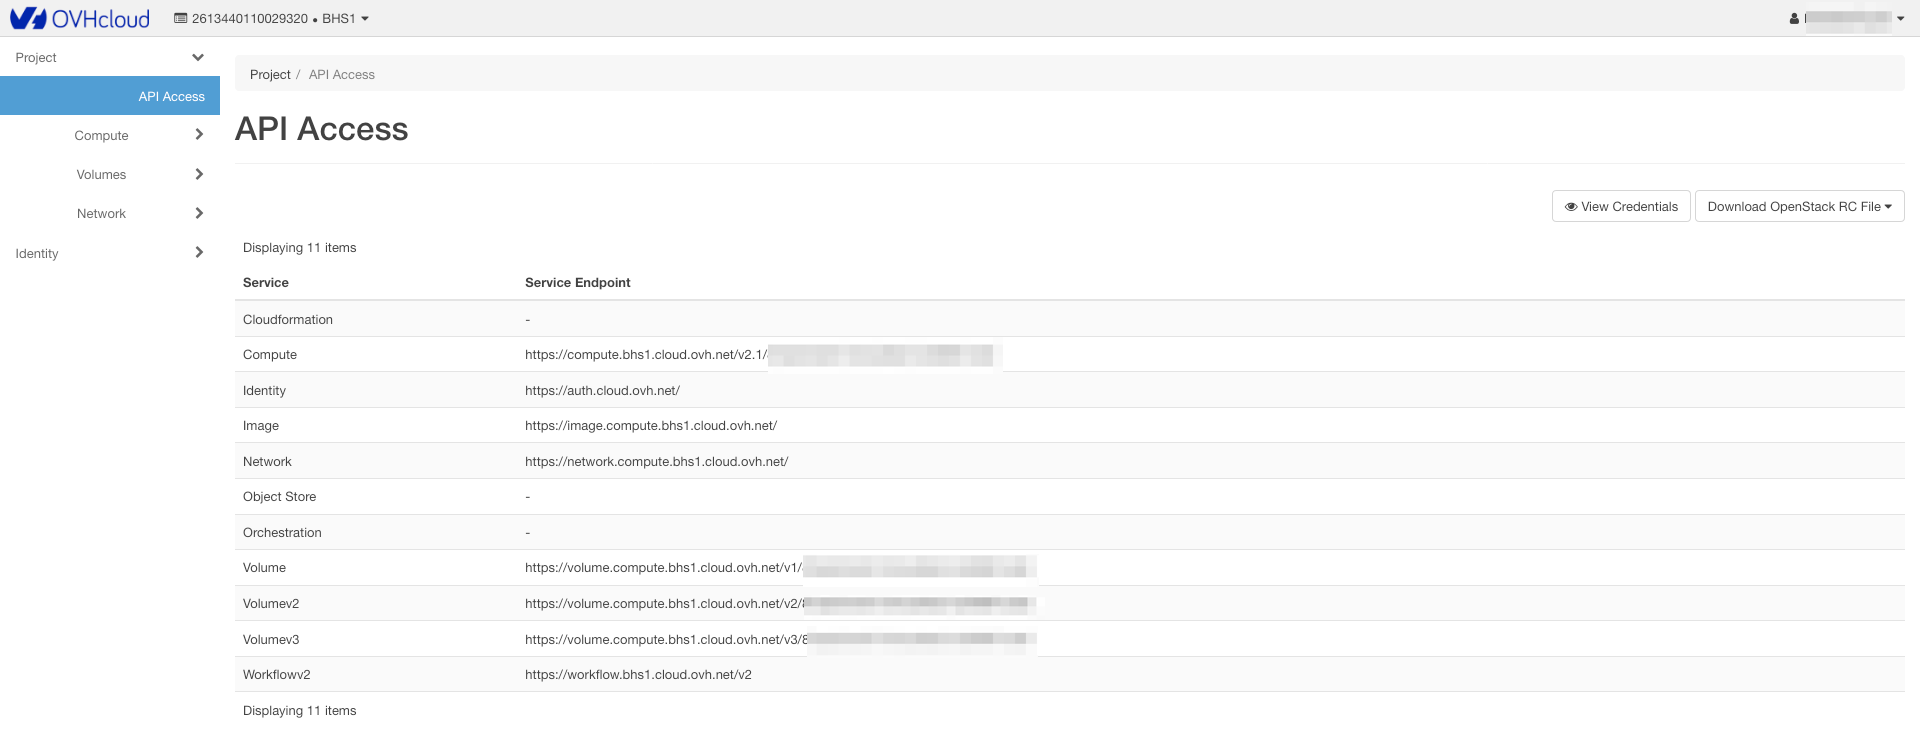 OVHcloud 2613440110029320 • BHS1
Project
API Access
Compute
Volumes
Network
Identity
Project / API Access
API Access
View Credentials Download OpenStack RC File
Displaying 11 items
Service Service Endpoint
Cloudformation -
Compute https://compute.bhs1.cloud.ovh.net/v2.1/
Identity https://auth.cloud.ovh.net/
Image https://image.compute.bhs1.cloud.ovh.net/
Network https://network.compute.bhs1.cloud.ovh.net/
Object Store -
Orchestration -
Volume https://volume.compute.bhs1.cloud.ovh.net/v1/
Volumev2 https://volume.compute.bhs1.cloud.ovh.net/v2/8
Volumev3 https://volume.compute.bhs1.cloud.ovh.net/v3/8
Workflowv2 https://workflow.bhs1.cloud.ovh.net/v2
Displaying 11 items